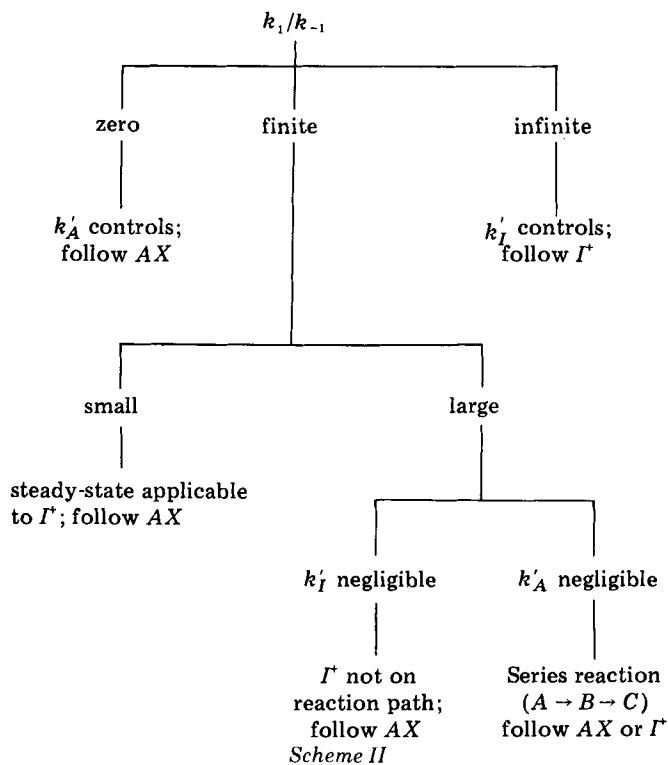 k₁/k₋₁
zero
finite
infinite
k′A controls;
follow AX
k′I controls;
follow I⁺
small
large
steady-state applicable
to I⁺; follow AX
k′I negligible
k′A negligible
I⁺ not on
reaction path;
follow AX
Series reaction
(A → B → C)
follow AX or I⁺
Scheme II